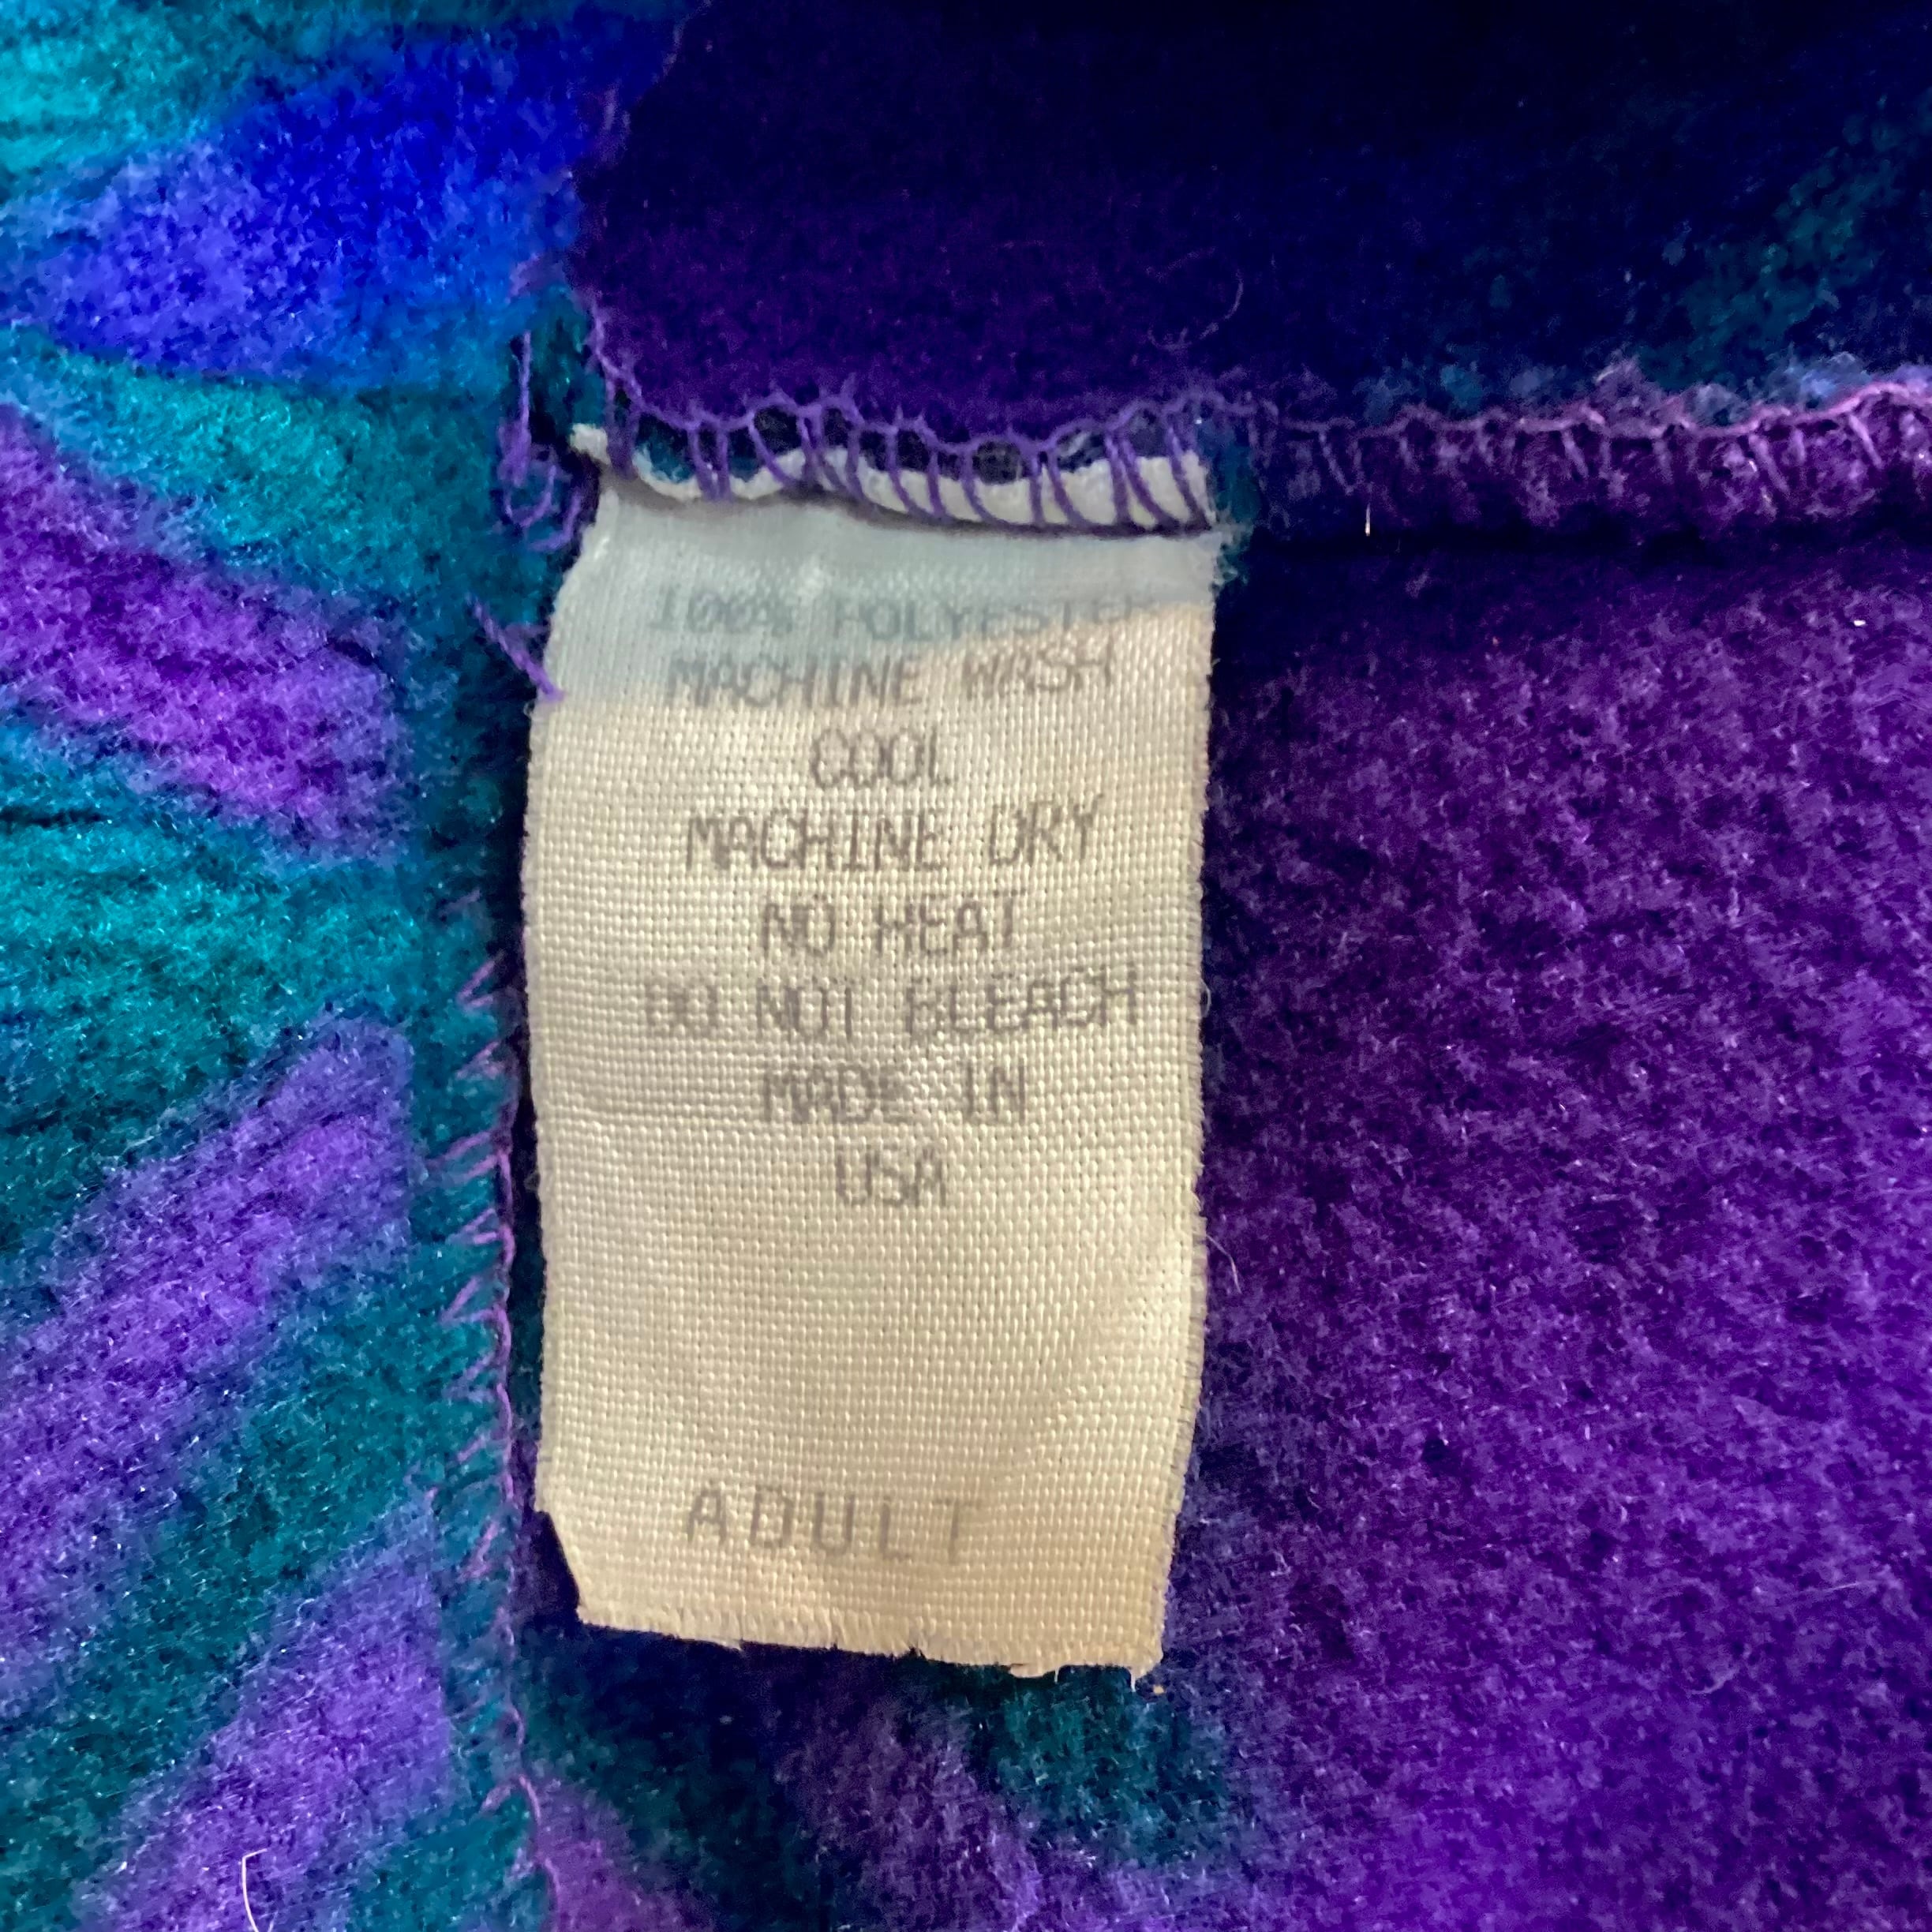 100% POLYESTER
MACHINE WASH
COOL
MACHINE DRY
NO HEAT
DO NOT BLEACH
MADE IN
USA
ADULT